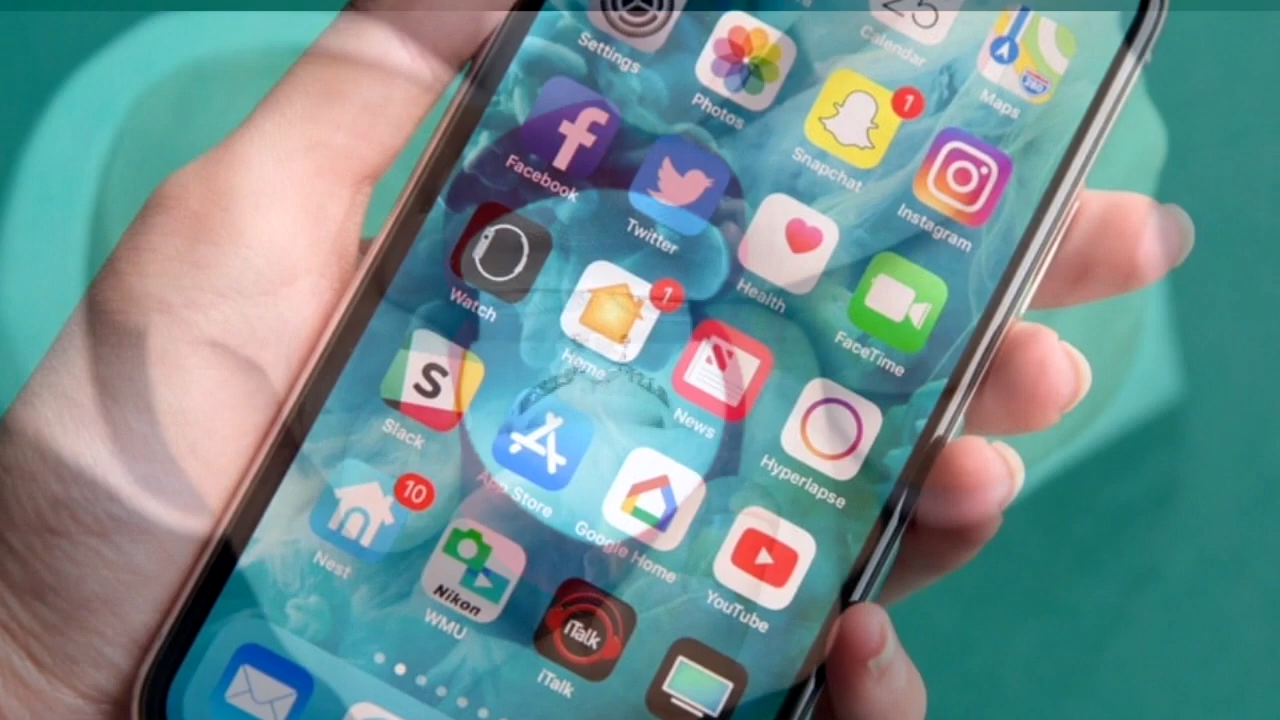 25
Settings
Calendar
Photos
Maps
280
1
Facebook
Snapchat
Twitter
Instagram
Watch
Health
1
FaceTime
Home
News
S
Slack
Hyperlapse
App Store
10
Google Home
Nest
YouTube
Nikon
WMU
iTalk
iTalk